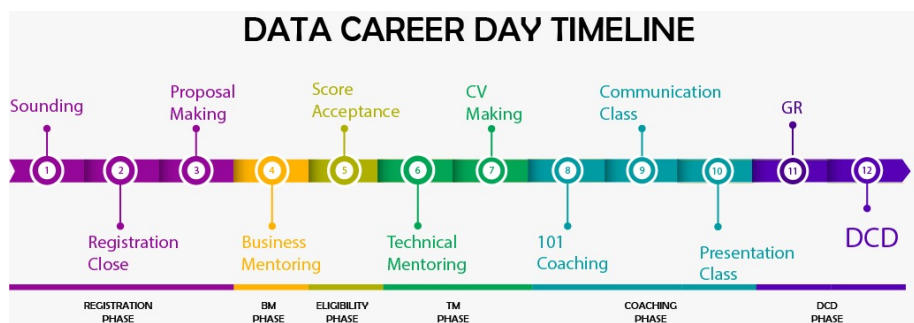 DATA CAREER DAY TIMELINE
Sounding
Proposal
Making
Score
Acceptance
CV
Making
Communication
Class
GR
1
2
3
4
5
6
7
8
9
10
11
12
Registration
Close
Business
Mentoring
Technical
Mentoring
101
Coaching
Presentation
Class
DCD
REGISTRATION
PHASE
BM
PHASE
ELIGIBILITY
PHASE
TM
PHASE
COACHING
PHASE
DCD
PHASE